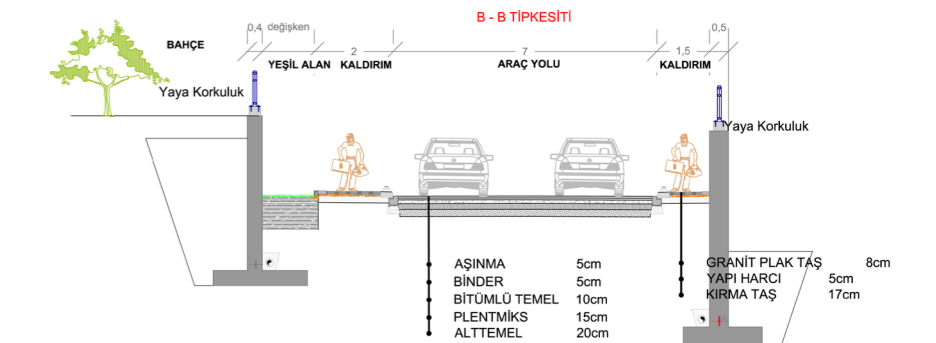 B - B TİPKESİTİ
0,4 değişken 2 7 1,5 0,5
BAHÇE
YEŞİL ALAN KALDIRIM ARAÇ YOLU KALDIRIM
Yaya Korkuluk
Yaya Korkuluk
AŞINMA 5cm
BİNDER 5cm
BİTÜMLÜ TEMEL 10cm
PLENTMİKS 15cm
ALTTEMEL 20cm
GRANİT PLAK TAŞ 8cm
YAPI HARCI 5cm
KIRMA TAŞ 17cm